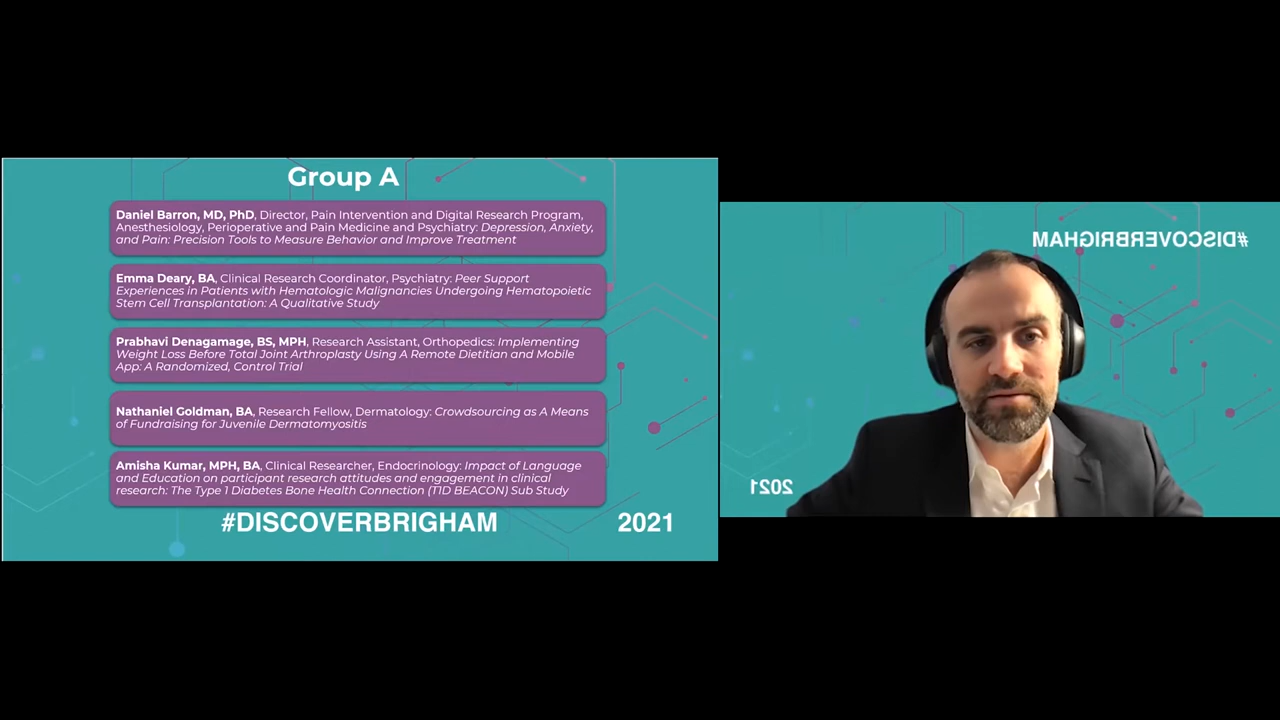 Group A
Daniel Barron, MD, PhD, Director, Pain Intervention and Digital Research Program,
Anesthesiology, Perioperative and Pain Medicine and Psychiatry: Depression, Anxiety,
and Pain: Precision Tools to Measure Behavior and Improve Treatment
Emma Deary, BA, Clinical Research Coordinator, Psychiatry: Peer Support
Experiences in Patients with Hematologic Malignancies Undergoing Hematopoietic
Stem Cell Transplantation: A Qualitative Study
Prabhavi Denagamage, BS, MPH, Research Assistant, Orthopedics: Implementing
Weight Loss Before Total Joint Arthroplasty Using A Remote Dietitian and Mobile
App: A Randomized, Control Trial
Nathaniel Goldman, BA, Research Fellow, Dermatology: Crowdsourcing as A Means
of Fundraising for Juvenile Dermatomyositis
Amisha Kumar, MPH, BA, Clinical Researcher, Endocrinology: Impact of Language
and Education on participant research attitudes and engagement in clinical
research: The Type 1 Diabetes Bone Health Connection (T1D BEACON) Sub Study
#DISCOVERBRIGHAM 2021
#DISCOVERBRIGHAM
2021